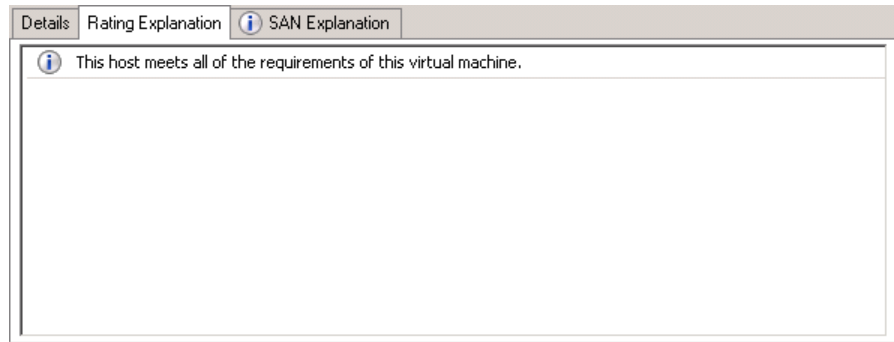 Details Rating Explanation SAN Explanation
This host meets all of the requirements of this virtual machine.